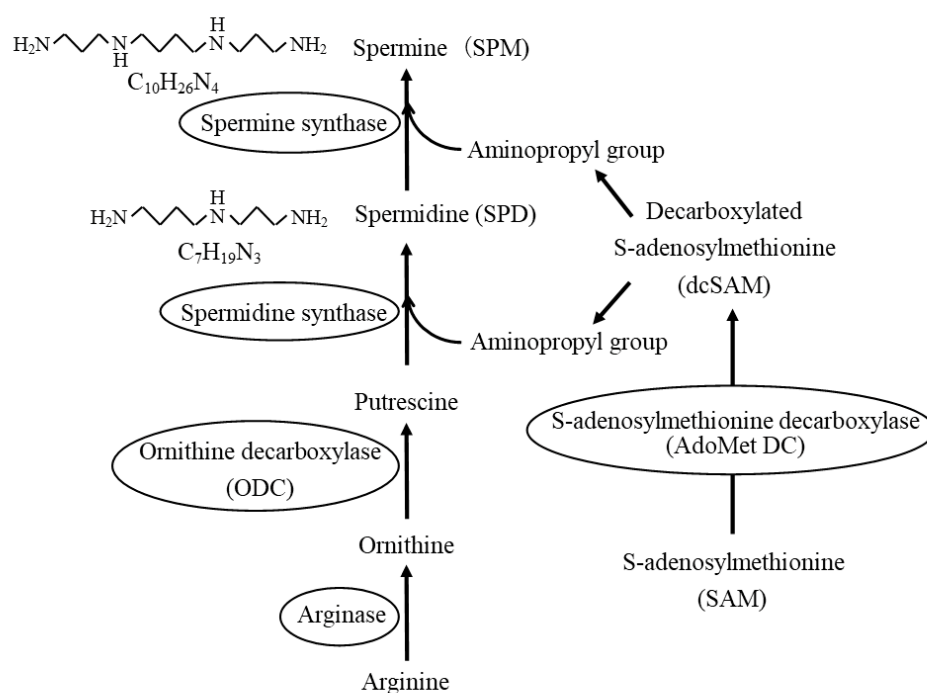 H
H₂N N N NH₂
H
C₁₀H₂₆N₄
Spermine (SPM)
Spermine synthase
Aminopropyl group
H
H₂N N NH₂
C₇H₁₉N₃
Spermidine (SPD)
Decarboxylated
S-adenosylmethionine
(dcSAM)
Spermidine synthase
Aminopropyl group
Putrescine
S-adenosylmethionine decarboxylase
(AdoMet DC)
Ornithine decarboxylase
(ODC)
Ornithine
S-adenosylmethionine
(SAM)
Arginase
Arginine